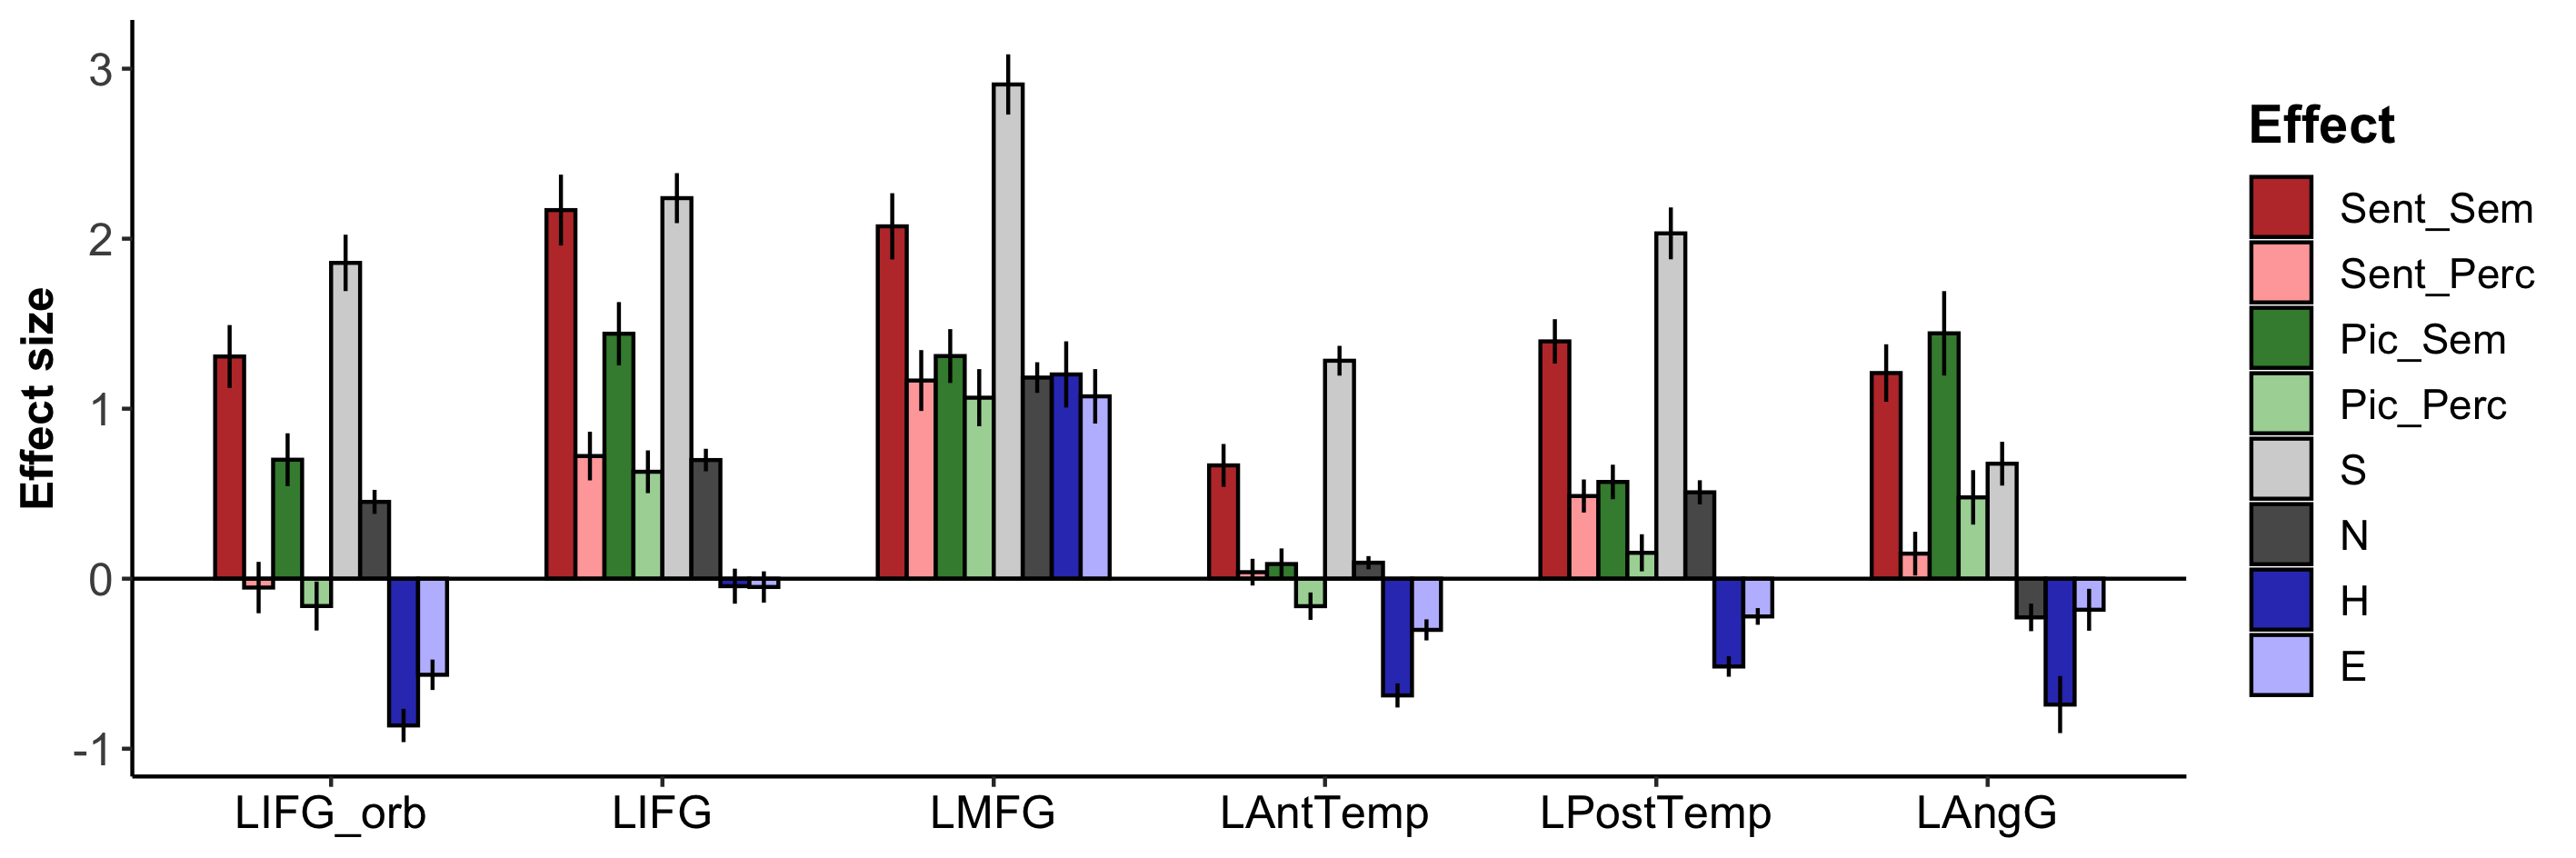 Effect size
3
2
1
0
-1
LIFG_orb
LIFG
LMFG
LAntTemp
LPostTemp
LAngG
Effect
Sent_Sem
Sent_Perc
Pic_Sem
Pic_Perc
S
N
H
E